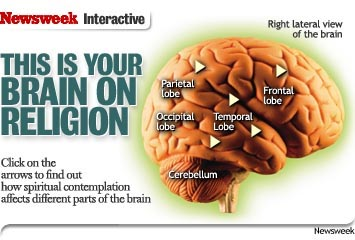 Newsweek Interactive
Right lateral view
of the brain
THIS IS YOUR
BRAIN ON
RELIGION
Parietal
lobe
Frontal
lobe
Occipital
lobe
Temporal
Lobe
Cerebellum
Click on the
arrows to find out
how spiritual contemplation
affects different parts of the brain
Newsweek